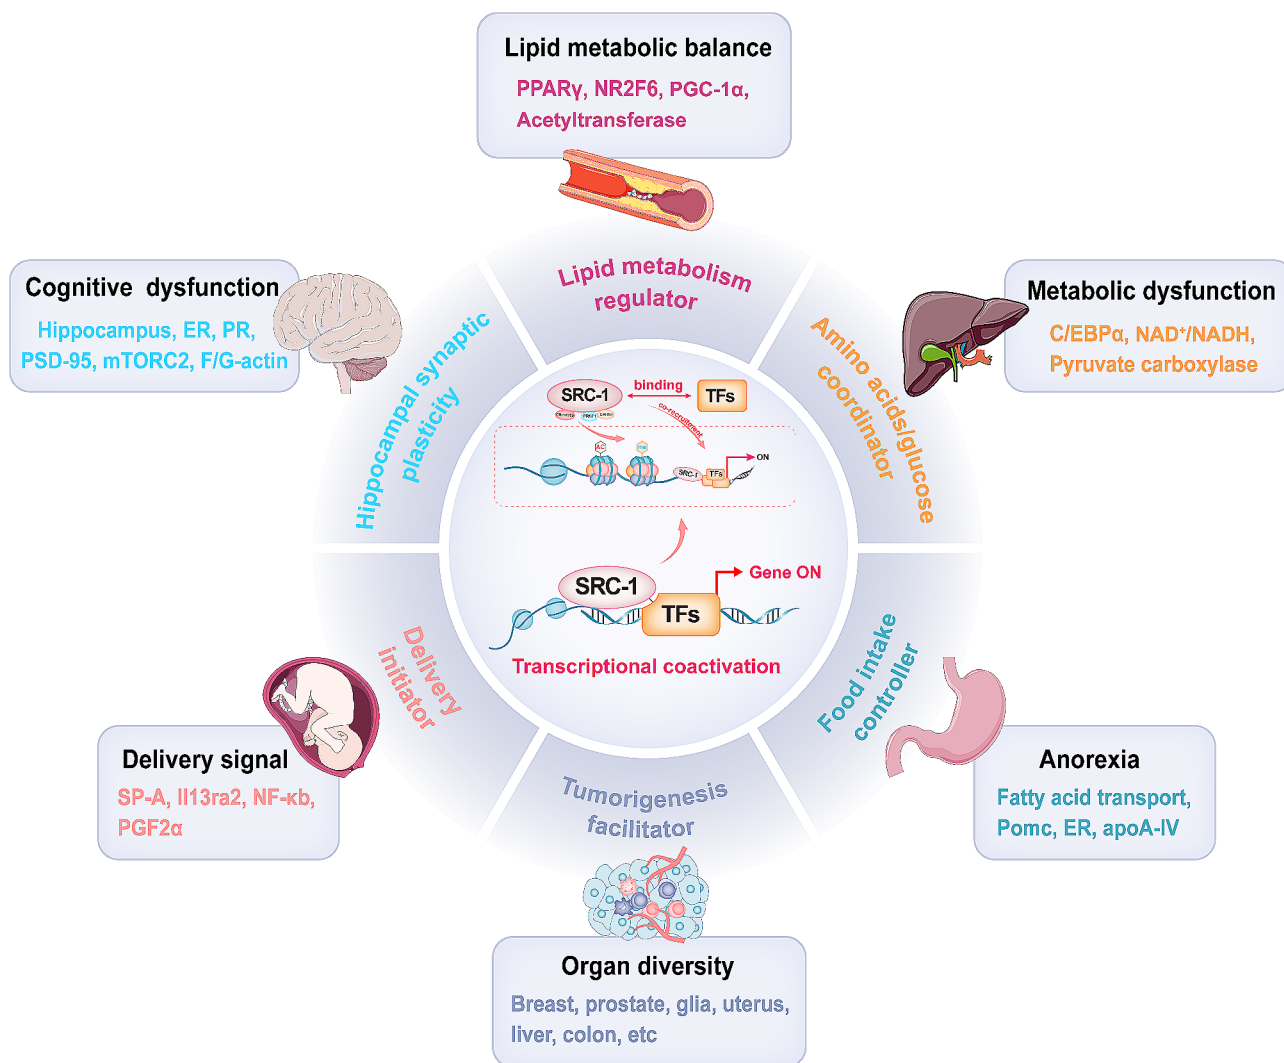 Lipid metabolic balance
PPARγ, NR2F6, PGC-1α,
Acetyltransferase
Lipid metabolism
regulator
Cognitive dysfunction
Hippocampus, ER, PR,
PSD-95, mTORC2, F/G-actin
Hippocampal synaptic
plasticity
Metabolic dysfunction
C/EBPα, NAD⁺/NADH,
Pyruvate carboxylase
Amino acids/glucose
coordinator
SRC-1
binding
TFs
co-recruitment
AC
SRC-1
TFs
ON
SRC-1
TFs
Gene ON
Transcriptional coactivation
Delivery
initiator
Delivery signal
SP-A, Il13ra2, NF-κb,
PGF2α
Food intake
controller
Anorexia
Fatty acid transport,
Pomc, ER, apoA-IV
Tumorigenesis
facilitator
Organ diversity
Breast, prostate, glia, uterus,
liver, colon, etc